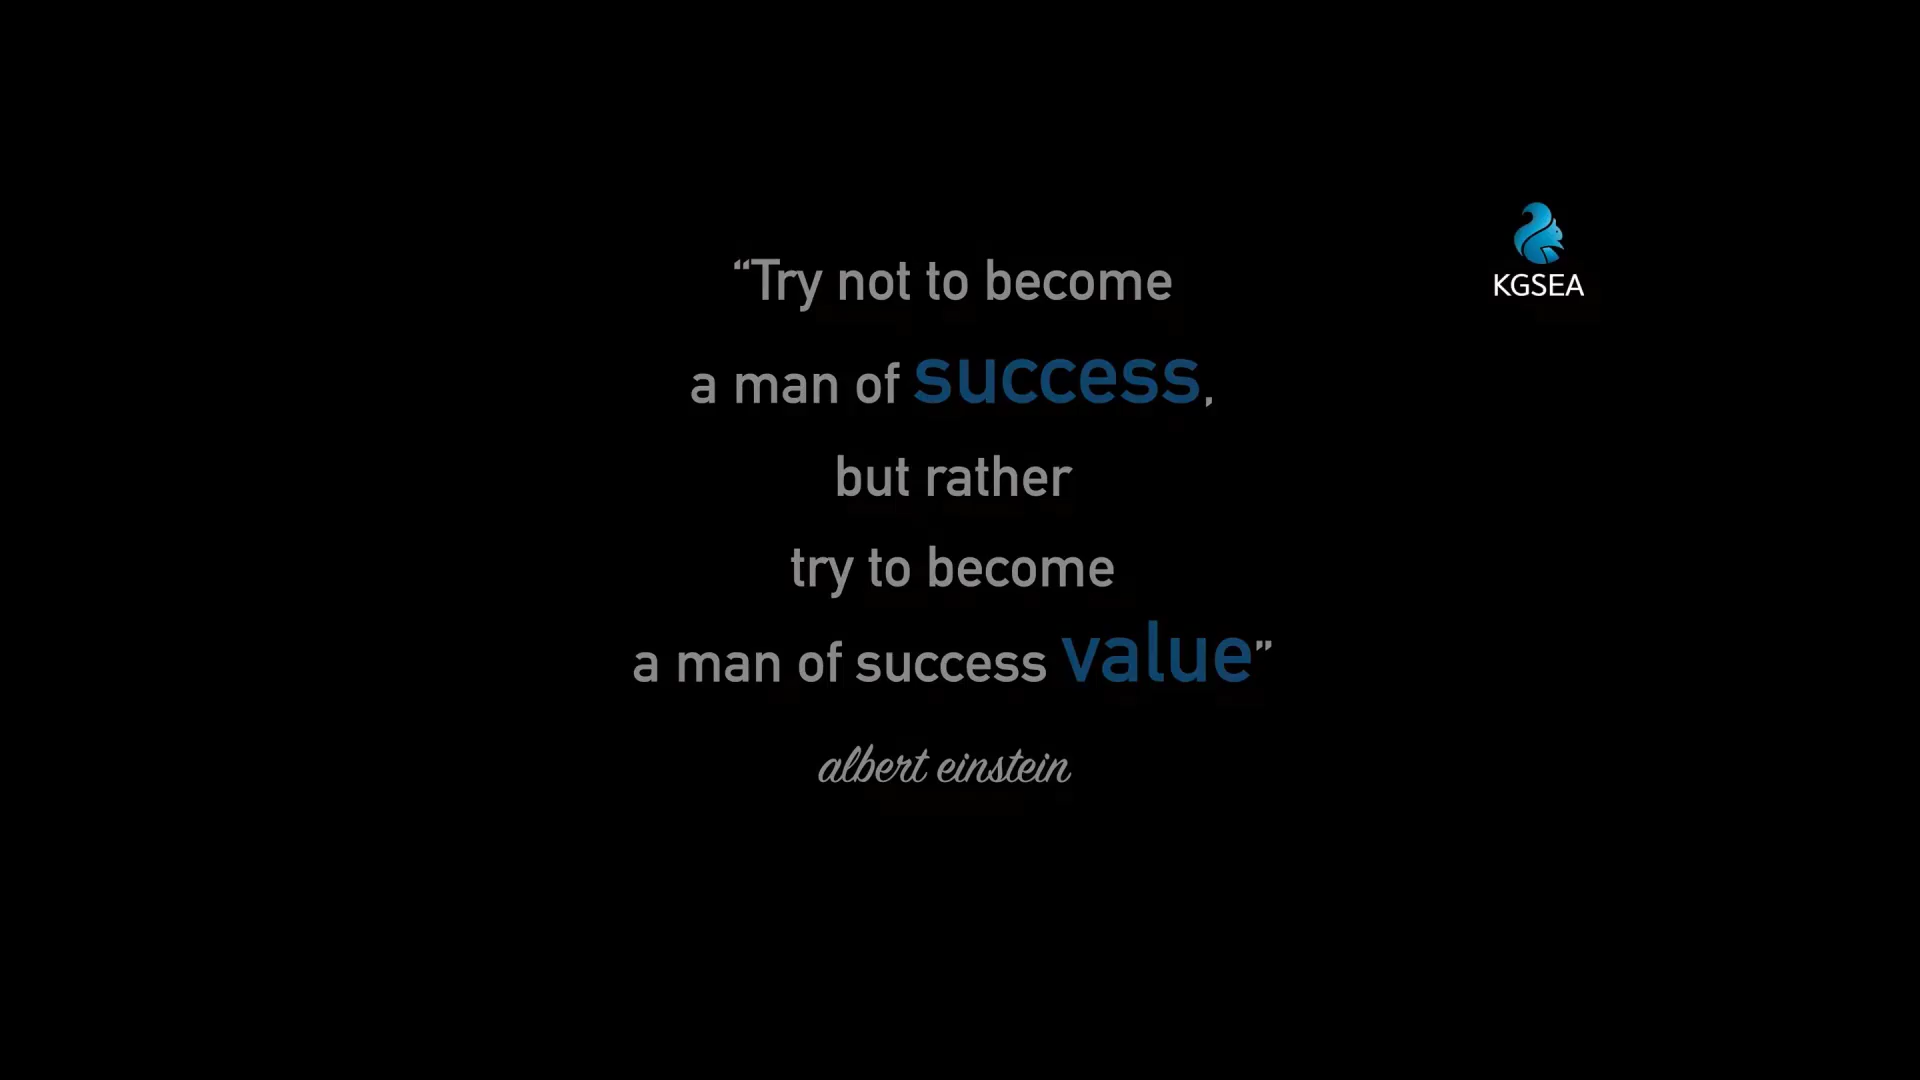 “Try not to become
a man of success,
but rather
try to become
a man of success value”
albert einstein
KGSEA